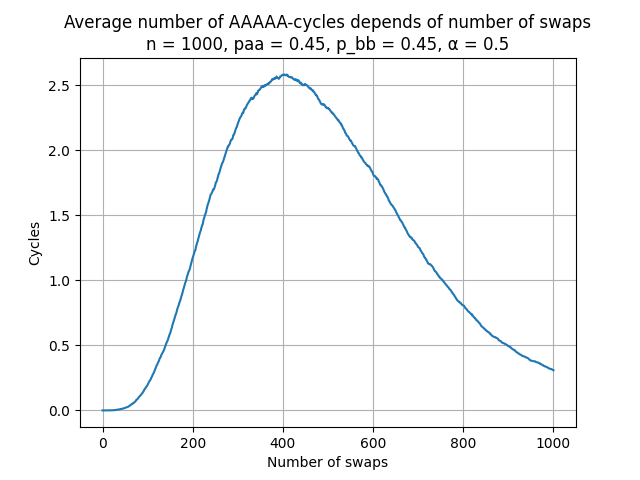 Average number of AAAAA-cycles depends of number of swaps
n = 1000, paa = 0.45, p_bb = 0.45, α = 0.5
2.5
2.0
1.5
1.0
0.5
0.0
Cycles
0 200 400 600 800 1000
Number of swaps